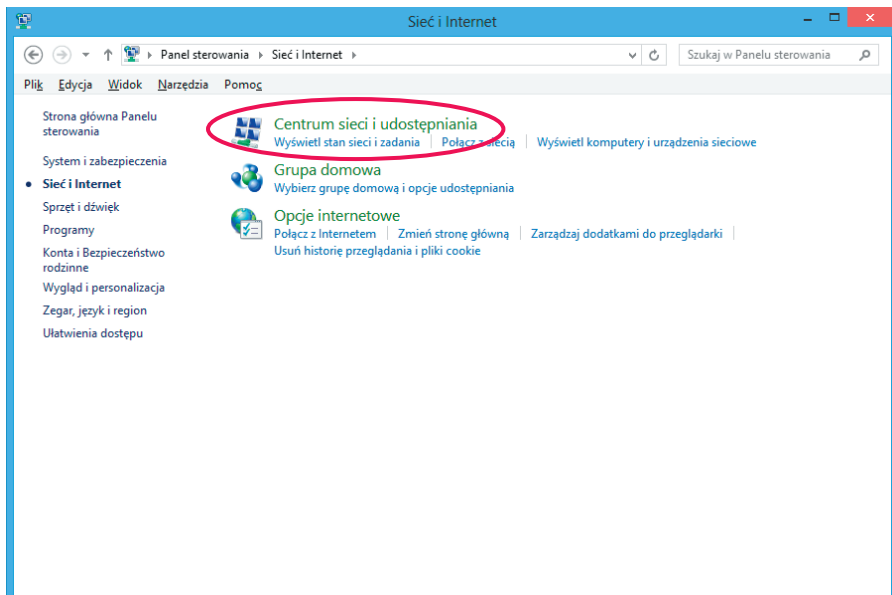 Sieć i Internet
Panel sterowania Sieć i Internet
Szukaj w Panelu sterowania
Plik Edycja Widok Narzędzia Pomoc
Strona główna Panelu
sterowania
System i zabezpieczenia
Sieć i Internet
Sprzęt i dźwięk
Programy
Konta i Bezpieczeństwo
rodzinne
Wygląd i personalizacja
Zegar, język i region
Ułatwienia dostępu
Centrum sieci i udostępniania
Wyświetl stan sieci i zadania Połącz z siecią Wyświetl komputery i urządzenia sieciowe
Grupa domowa
Wybierz grupę domową i opcje udostępniania
Opcje internetowe
Połącz z Internetem Zmień stronę główną Zarządzaj dodatkami do przeglądarki
Usuń historię przeglądania i pliki cookie